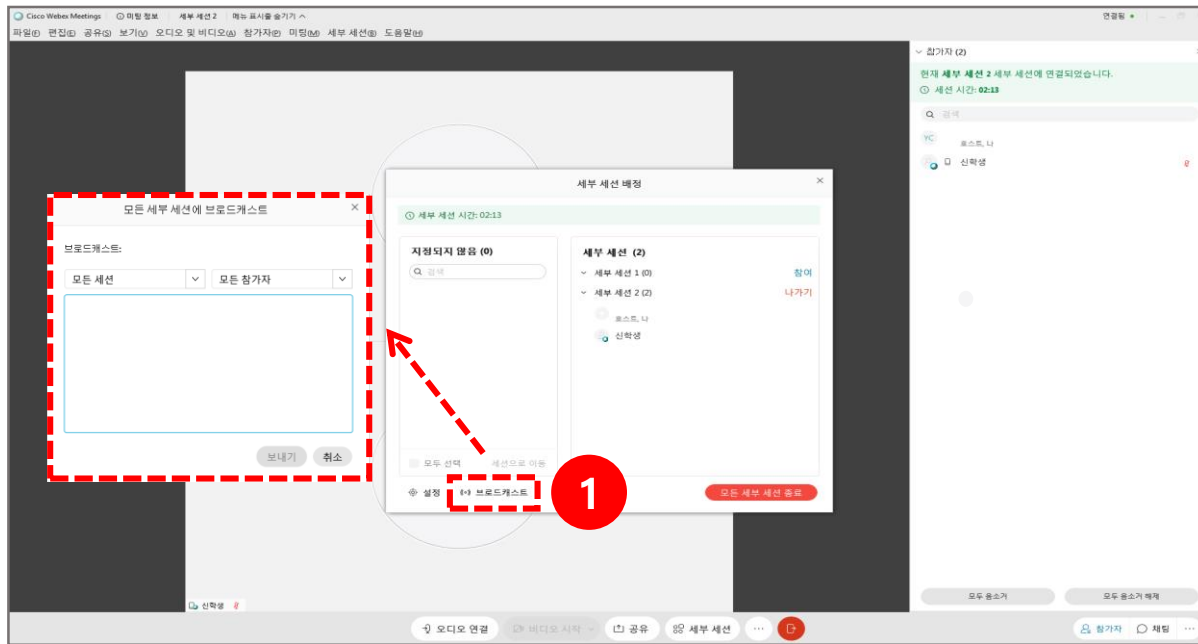 Cisco Webex Meetings 미팅 정보 세부 세션 2 메뉴 표시줄 숨기기 연결됨
파일(F) 편집(E) 공유(S) 보기(V) 오디오 및 비디오(A) 참가자(P) 미팅(M) 세부 세션(B) 도움말(H)
참가자 (2)
현재 세부 세션 2 세부 세션에 연결되었습니다.
세션 시간: 02:13
검색
YC
호스트, 나
신학생
세부 세션 배정
세부 세션 시간: 02:13
지정되지 않음 (0)
검색
모두 선택 세션으로 이동
설정 브로드캐스트
세부 세션 (2)
세부 세션 1 (0) 참여
세부 세션 2 (2) 나가기
호스트, 나
신학생
모든 세부 세션 종료
1
모든 세부 세션에 브로드캐스트
브로드캐스트:
모든 세션 모든 참가자
보내기 취소
신학생
모두 음소거 모두 음소거 해제
오디오 연결 비디오 시작 공유 세부 세션 참가자 채팅